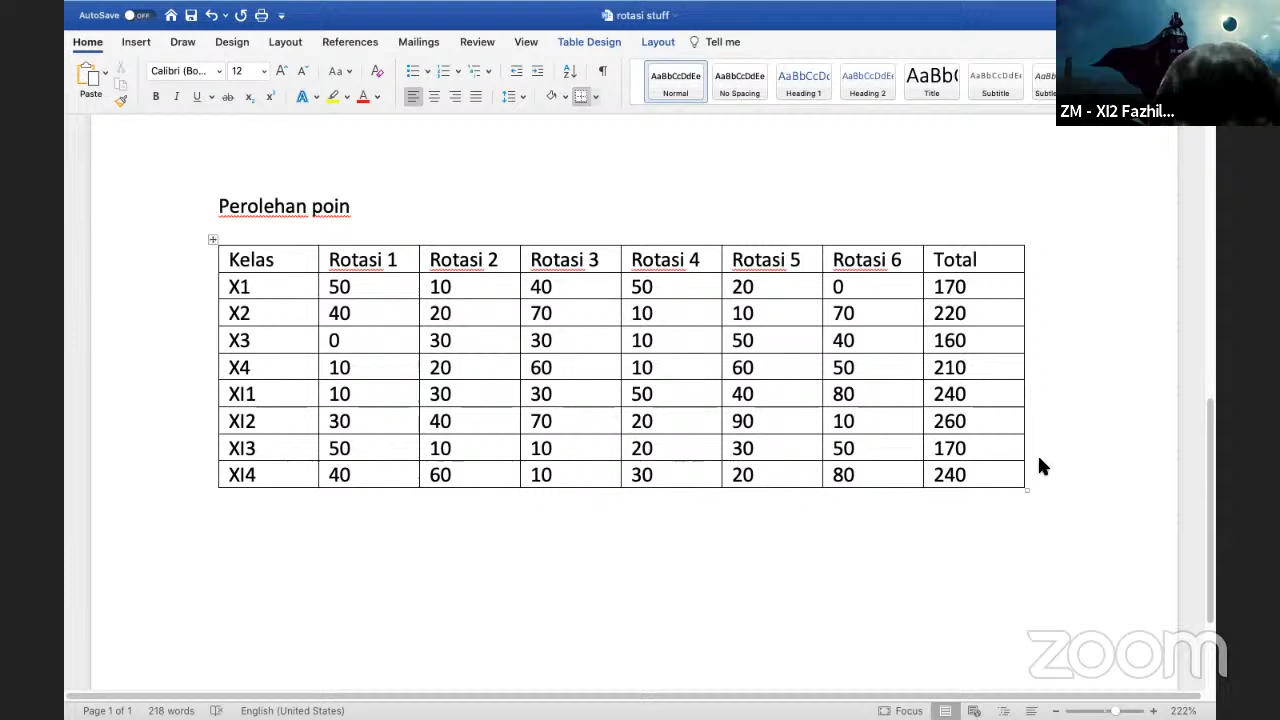 AutoSave OFF
rotasi stuff
Home Insert Draw Design Layout References Mailings Review View Table Design Layout Tell me
Paste
Calibri (Bo... 12
AaBbCcDdEe Normal
AaBbCcDdEe No Spacing
AaBbCcDc Heading 1
AaBbCcDdEe Heading 2
AaBb( Title
AaBbCcDdEe Subtitle
ZM - XI2 Fazhil...
Perolehan poin
Kelas Rotasi 1 Rotasi 2 Rotasi 3 Rotasi 4 Rotasi 5 Rotasi 6 Total
X1 50 10 40 50 20 0 170
X2 40 20 70 10 10 70 220
X3 0 30 30 10 50 40 160
X4 10 20 60 10 60 50 210
XI1 10 30 30 50 40 80 240
XI2 30 40 70 20 90 10 260
XI3 50 10 10 20 30 50 170
XI4 40 60 10 30 20 80 240
zoom
Page 1 of 1 218 words English (United States) Focus 222%